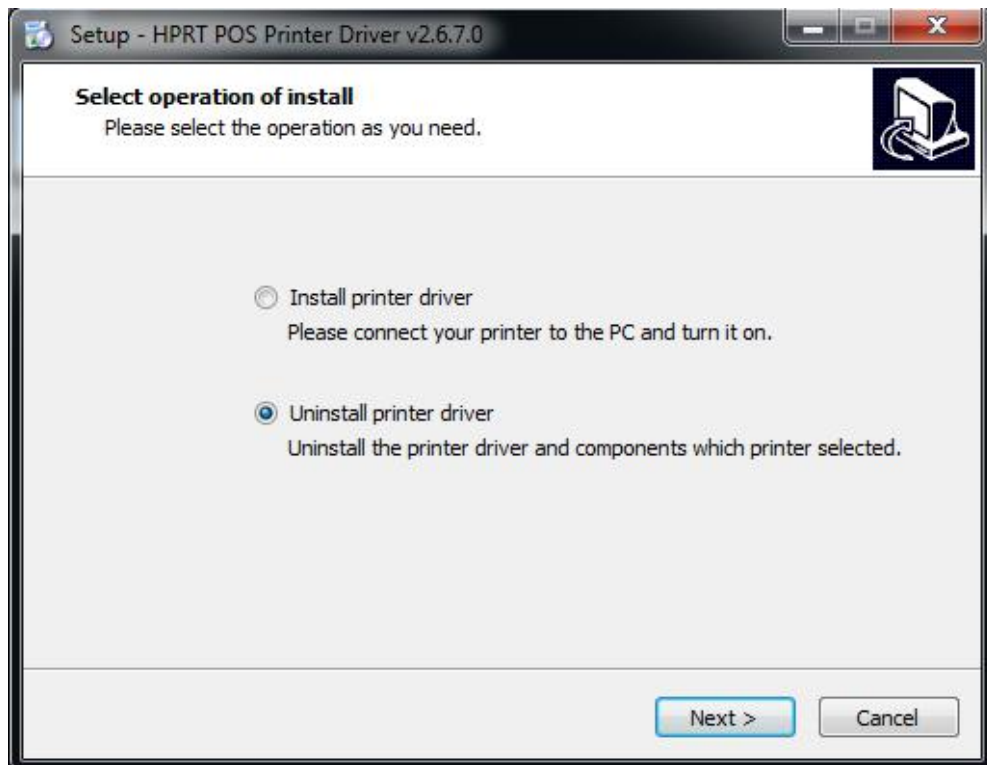 Setup - HPRT POS Printer Driver v2.6.7.0
Select operation of install
Please select the operation as you need.
Install printer driver
Please connect your printer to the PC and turn it on.
Uninstall printer driver
Uninstall the printer driver and components which printer selected.
Next >
Cancel